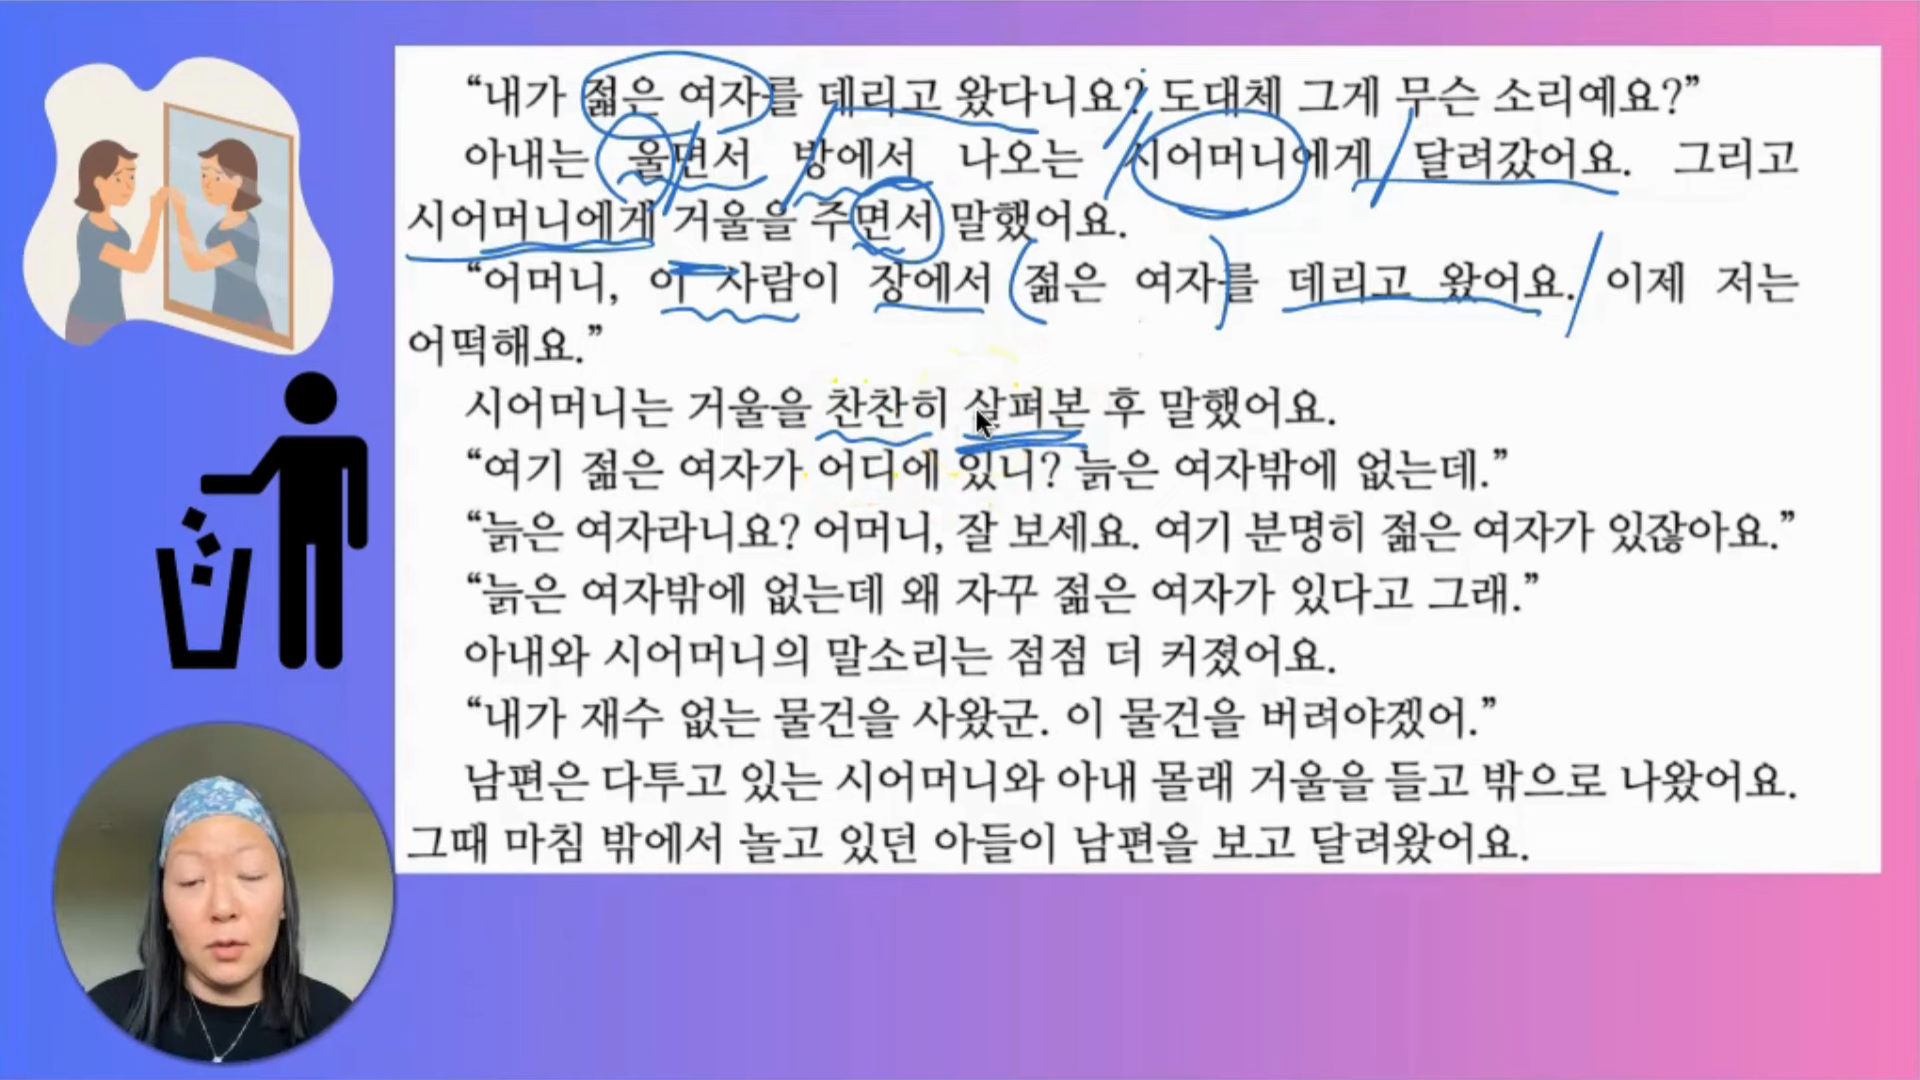 “내가 젊은 여자를 데리고 왔다니요? 도대체 그게 무슨 소리예요?”
아내는 울면서 방에서 나오는 시어머니에게 달려갔어요. 그리고
시어머니에게 거울을 주면서 말했어요.
“어머니, 이 사람이 장에서 젊은 여자를 데리고 왔어요. 이제 저는
어떡해요.”
시어머니는 거울을 찬찬히 살펴본 후 말했어요.
“여기 젊은 여자가 어디에 있니? 늙은 여자밖에 없는데.”
“늙은 여자라니요? 어머니, 잘 보세요. 여기 분명히 젊은 여자가 있잖아요.”
“늙은 여자밖에 없는데 왜 자꾸 젊은 여자가 있다고 그래.”
아내와 시어머니의 말소리는 점점 더 커졌어요.
“내가 재수 없는 물건을 사왔군. 이 물건을 버려야겠어.”
남편은 다투고 있는 시어머니와 아내 몰래 거울을 들고 밖으로 나왔어요.
그때 마침 밖에서 놀고 있던 아들이 남편을 보고 달려왔어요.